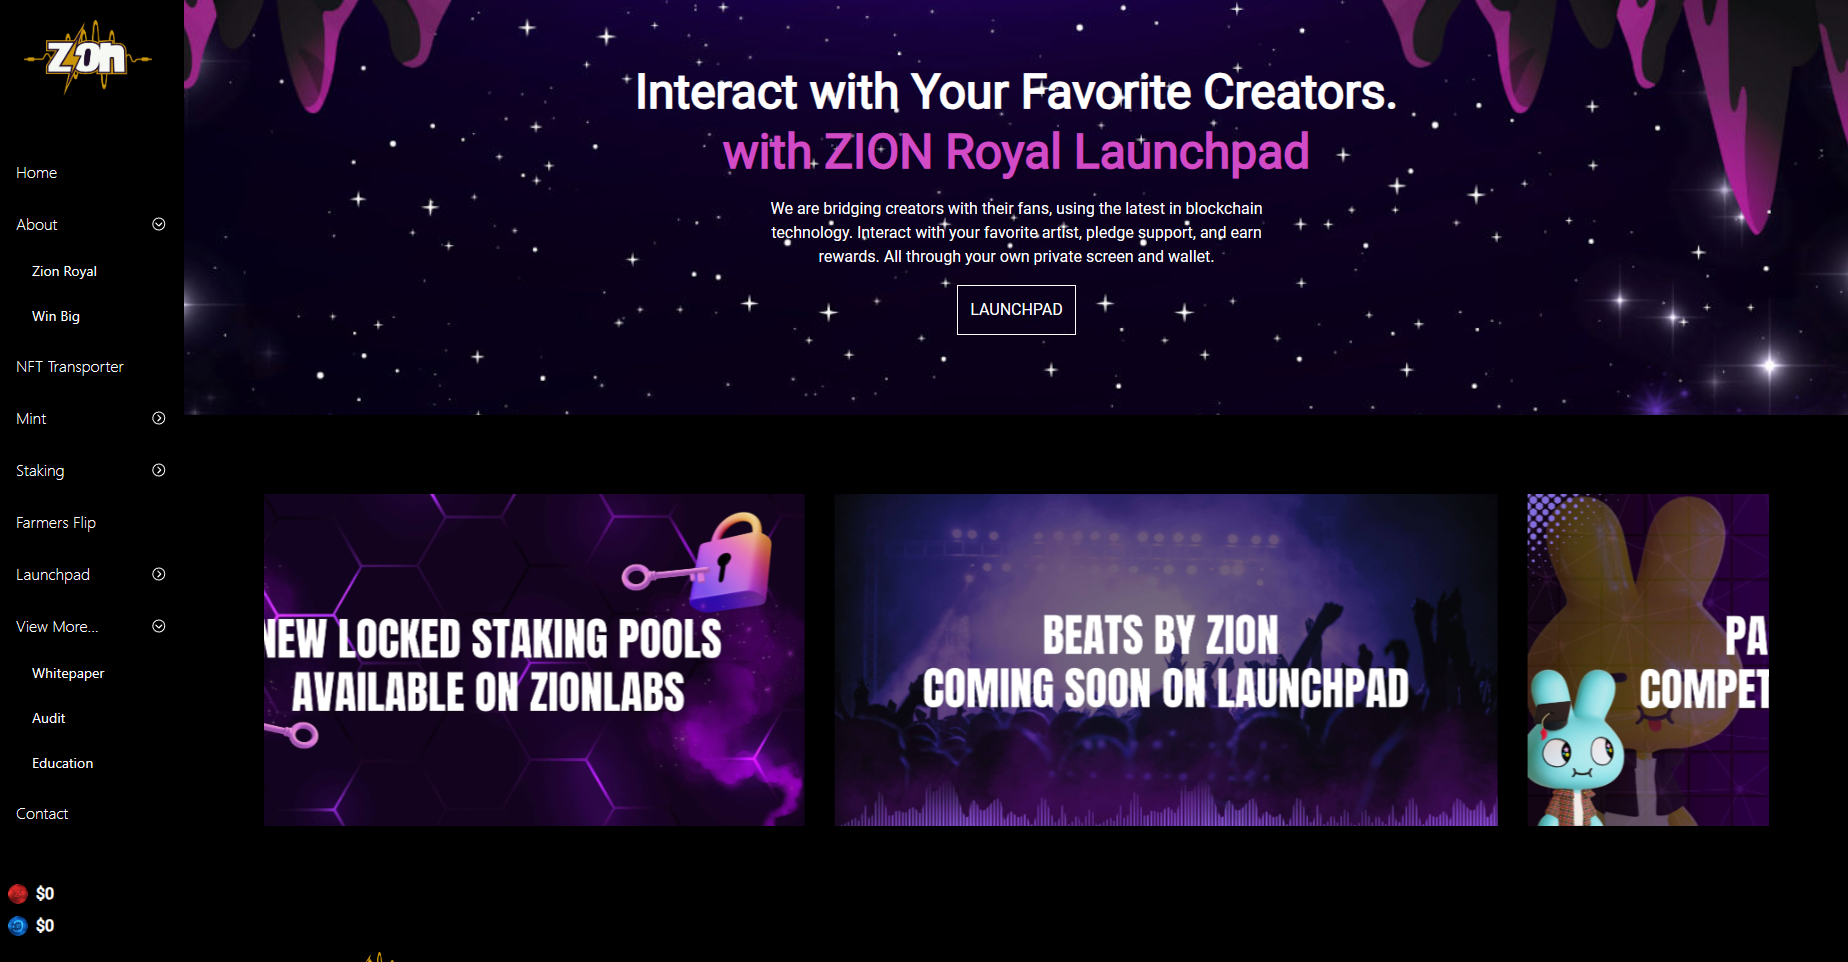 zion
Home
About
Zion Royal
Win Big
NFT Transporter
Mint
Staking
Farmers Flip
Launchpad
View More...
Whitepaper
Audit
Education
Contact
$0
$0
Interact with Your Favorite Creators.
with ZION Royal Launchpad
We are bridging creators with their fans, using the latest in blockchain
technology. Interact with your favorite artist, pledge support, and earn
rewards. All through your own private screen and wallet.
LAUNCHPAD
NEW LOCKED STAKING POOLS
AVAILABLE ON ZIONLABS
BEATS BY ZION
COMING SOON ON LAUNCHPAD
PA
COMPET